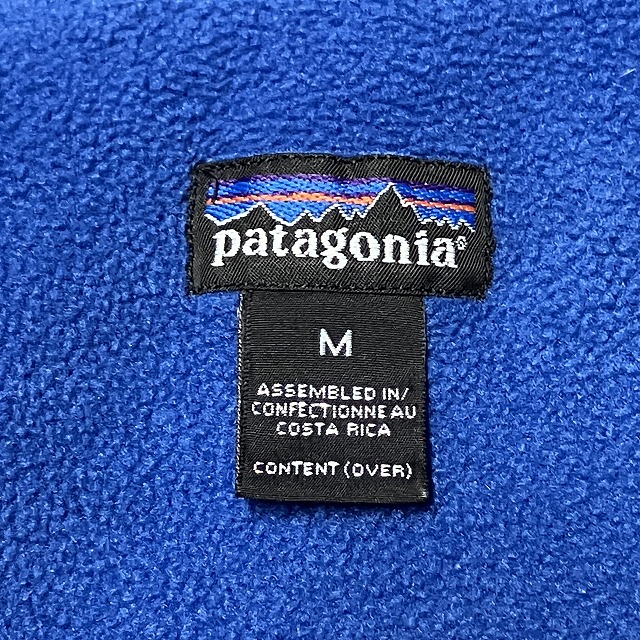 patagonia®
M
ASSEMBLED IN/
CONFECTIONNE AU
COSTA RICA
CONTENT (OVER)